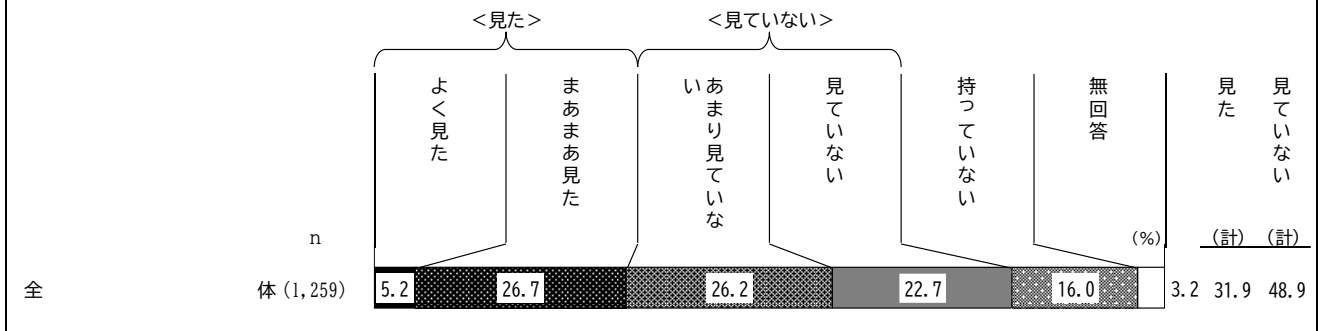 ＜見た＞ ＜見ていない＞
よく見た
まあまあ見た
あまり見ていな
い
見ていない
持っていない
無回答
見た
見ていない
n (%) (計) (計)
全 体 (1,259) 5.2 26.7 26.2 22.7 16.0 3.2 31.9 48.9